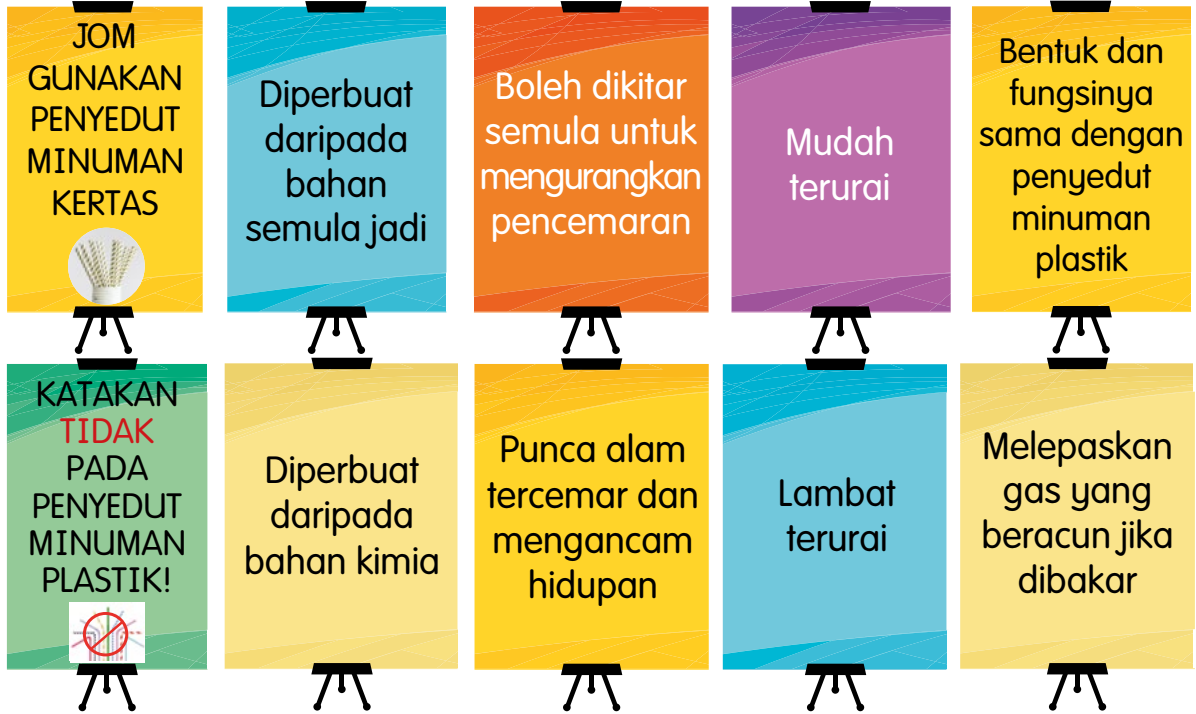 JOM
GUNAKAN
PENYEDUT
MINUMAN
KERTAS
Diperbuat
daripada
bahan
semula jadi
Boleh dikitar
semula untuk
mengurangkan
pencemaran
Mudah
terurai
Bentuk dan
fungsinya
sama dengan
penyedut
minuman
plastik
KATAKAN
TIDAK
PADA
PENYEDUT
MINUMAN
PLASTIK!
Diperbuat
daripada
bahan kimia
Punca alam
tercemar dan
mengancam
hidupan
Lambat
terurai
Melepaskan
gas yang
beracun jika
dibakar